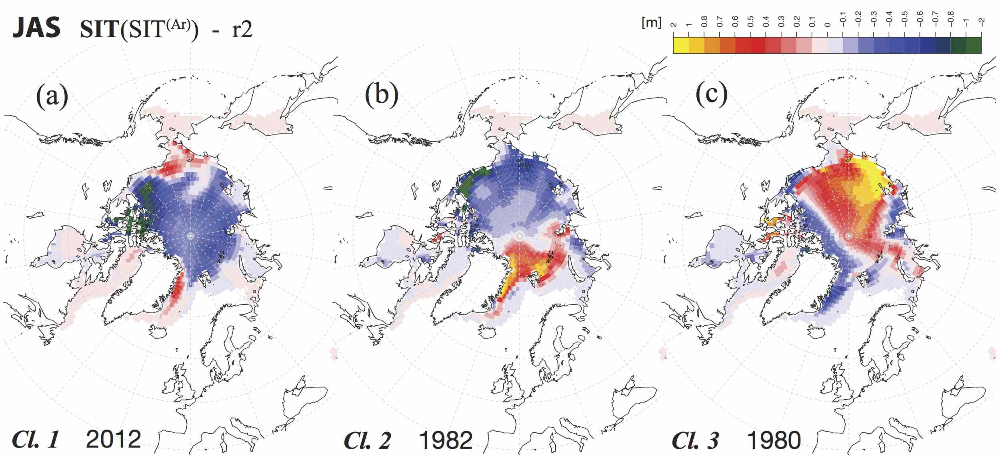 JAS SIT(SIT(Ar)) - r2
[m] 2 1 0.8 0.7 0.6 0.5 0.4 0.3 0.2 0.1 0 −0.1 −0.2 −0.3 −0.4 −0.5 −0.6 −0.7 −0.8 −1 −2
(a) (b) (c)
Cl. 1 2012 Cl. 2 1982 Cl. 3 1980